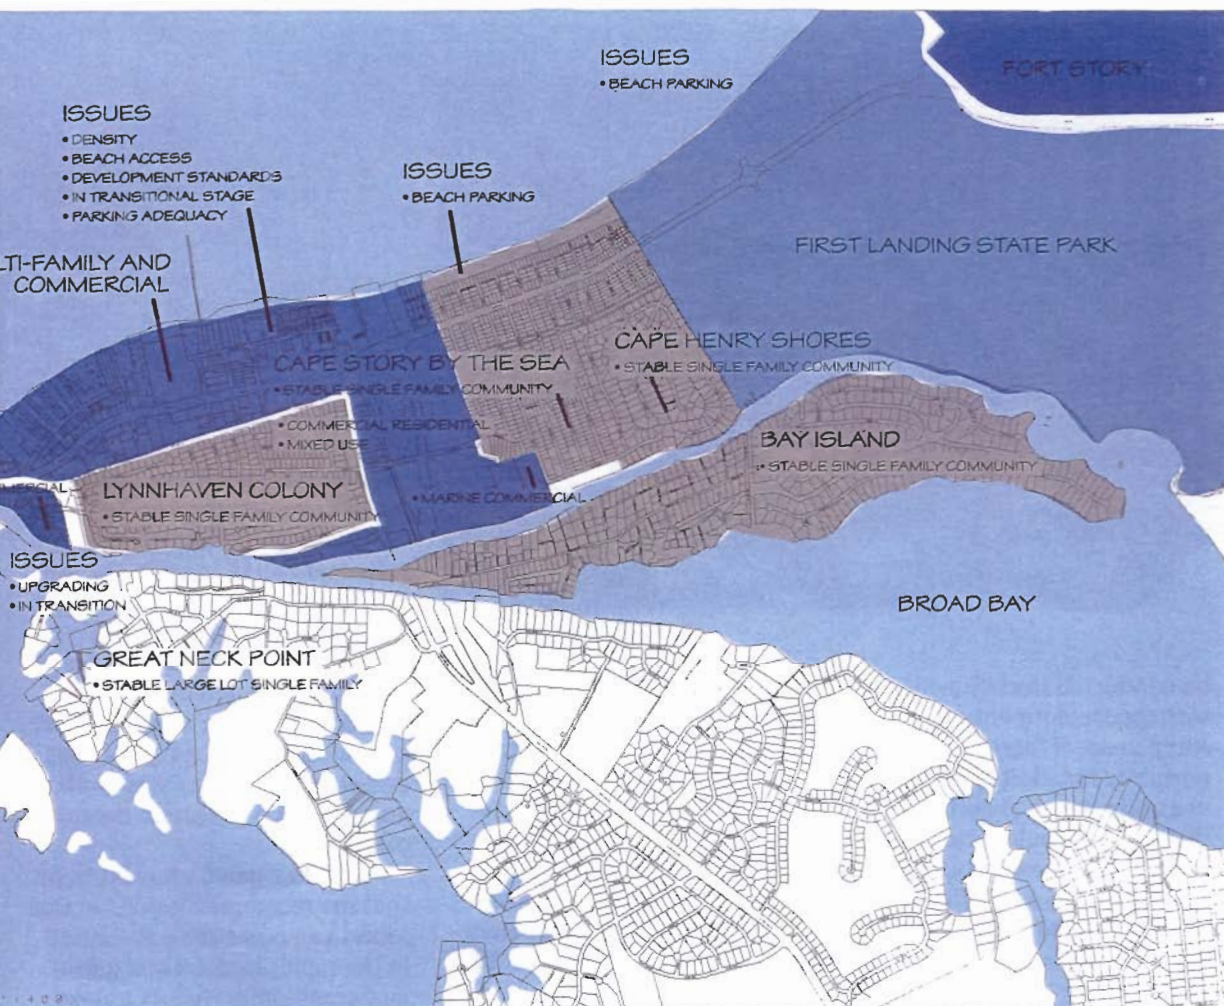 ISSUES
• BEACH PARKING
FORT STORY
ISSUES
• DENSITY
• BEACH ACCESS
• DEVELOPMENT STANDARDS
• IN TRANSITIONAL STAGE
• PARKING ADEQUACY
ISSUES
• BEACH PARKING
FIRST LANDING STATE PARK
LTI-FAMILY AND
COMMERCIAL
CAPE HENRY SHORES
• STABLE SINGLE FAMILY COMMUNITY
CAPE STORY BY THE SEA
• STABLE SINGLE FAMILY COMMUNITY
• COMMERCIAL RESIDENTIAL
• MIXED USE
BAY ISLAND
• STABLE SINGLE FAMILY COMMUNITY
MERCIAL
LYNNHAVEN COLONY
• STABLE SINGLE FAMILY COMMUNITY
• MARINE COMMERCIAL
ISSUES
• UPGRADING
• IN TRANSITION
BROAD BAY
GREAT NECK POINT
• STABLE LARGE LOT SINGLE FAMILY